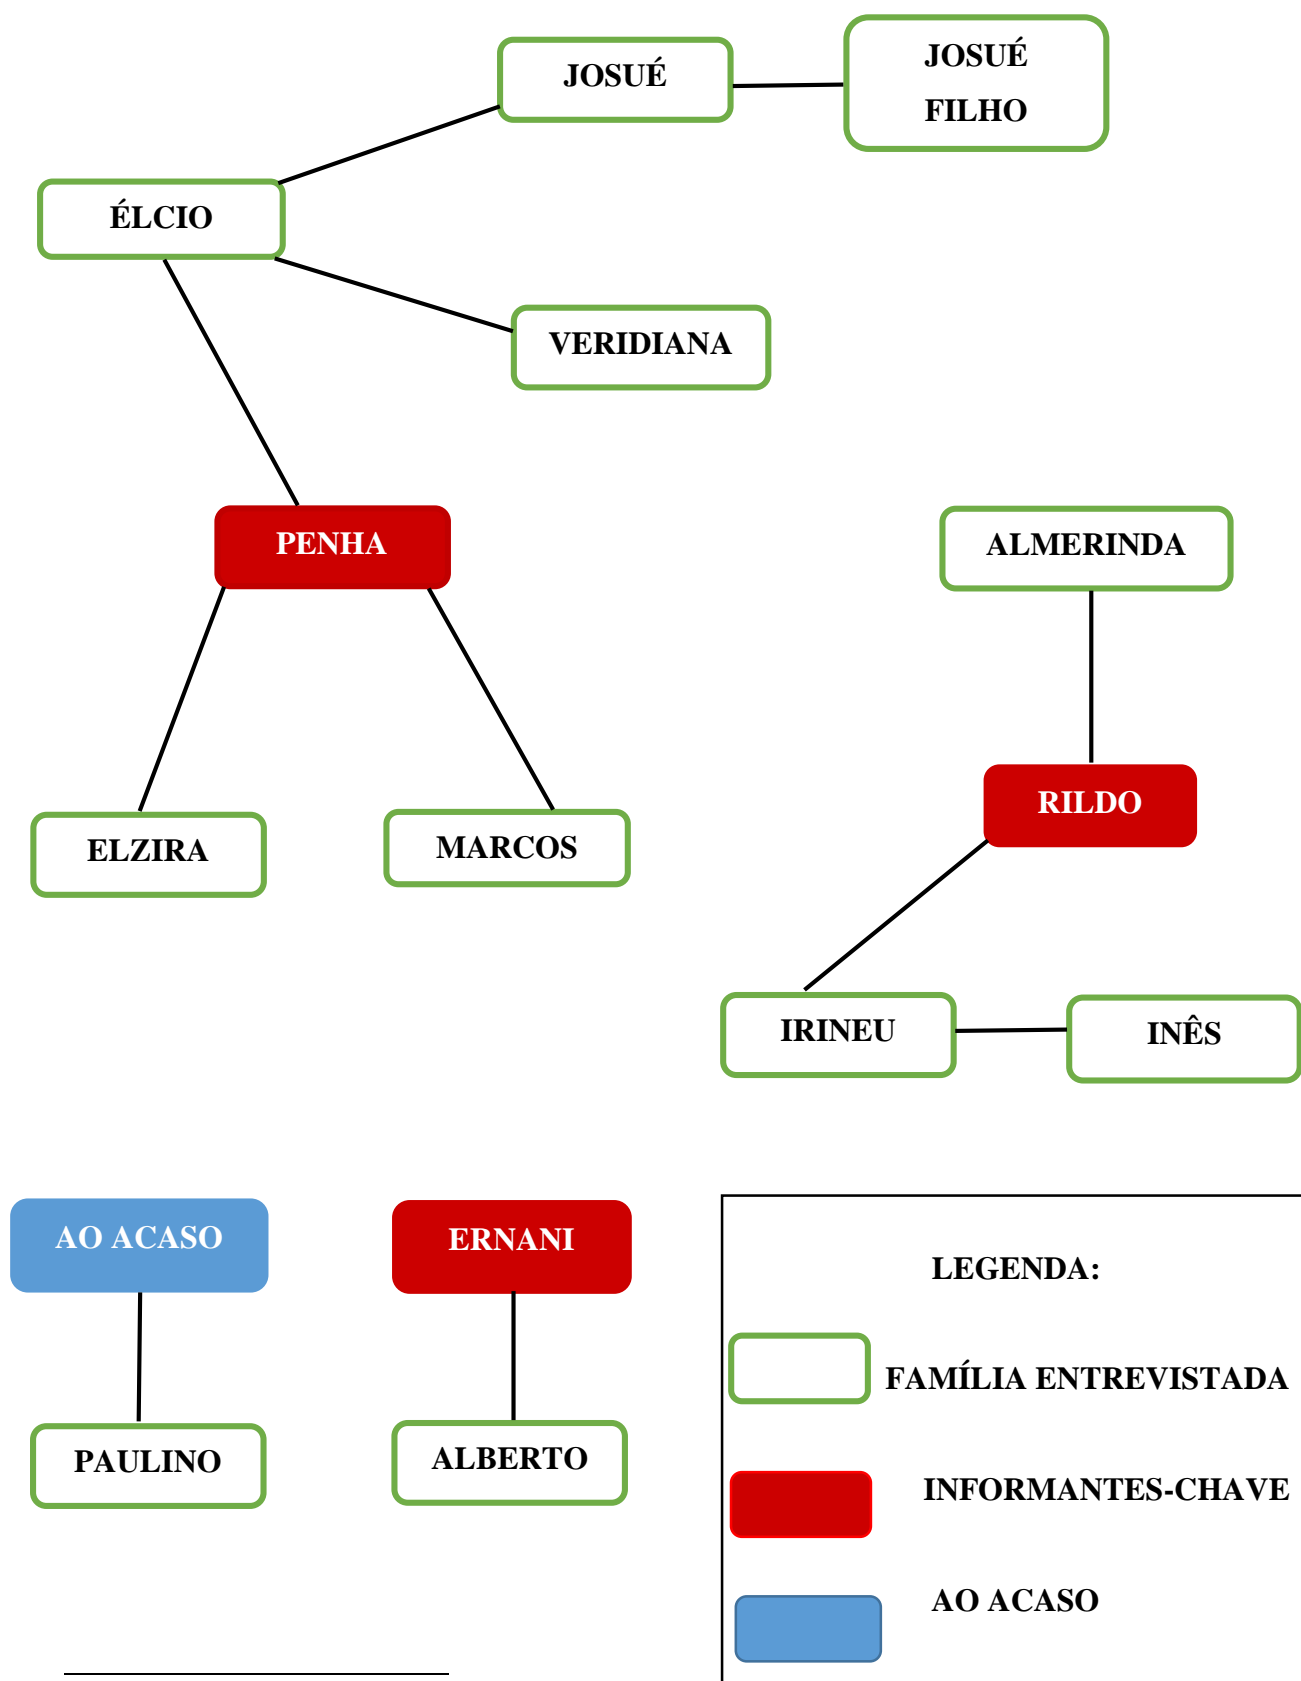 JOSUÉ
JOSUÉ
FILHO
ÉLCIO
VERIDIANA
PENHA
ALMERINDA
RILDO
ELZIRA
MARCOS
IRINEU
INÊS
AO ACASO
ERNANI
PAULINO
ALBERTO
LEGENDA:
FAMÍLIA ENTREVISTADA
INFORMANTES-CHAVE
AO ACASO